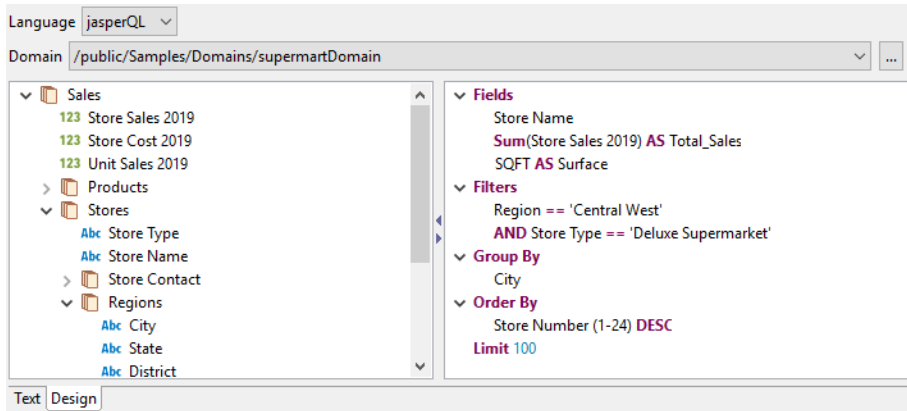 Language jasperQL
Domain /public/Samples/Domains/supermartDomain ...
Sales
123 Store Sales 2019
123 Store Cost 2019
123 Unit Sales 2019
Products
Stores
Abc Store Type
Abc Store Name
Store Contact
Regions
Abc City
Abc State
Abc District
Fields
Store Name
Sum(Store Sales 2019) AS Total_Sales
SQFT AS Surface
Filters
Region == 'Central West'
AND Store Type == 'Deluxe Supermarket'
Group By
City
Order By
Store Number (1-24) DESC
Limit 100
Text Design